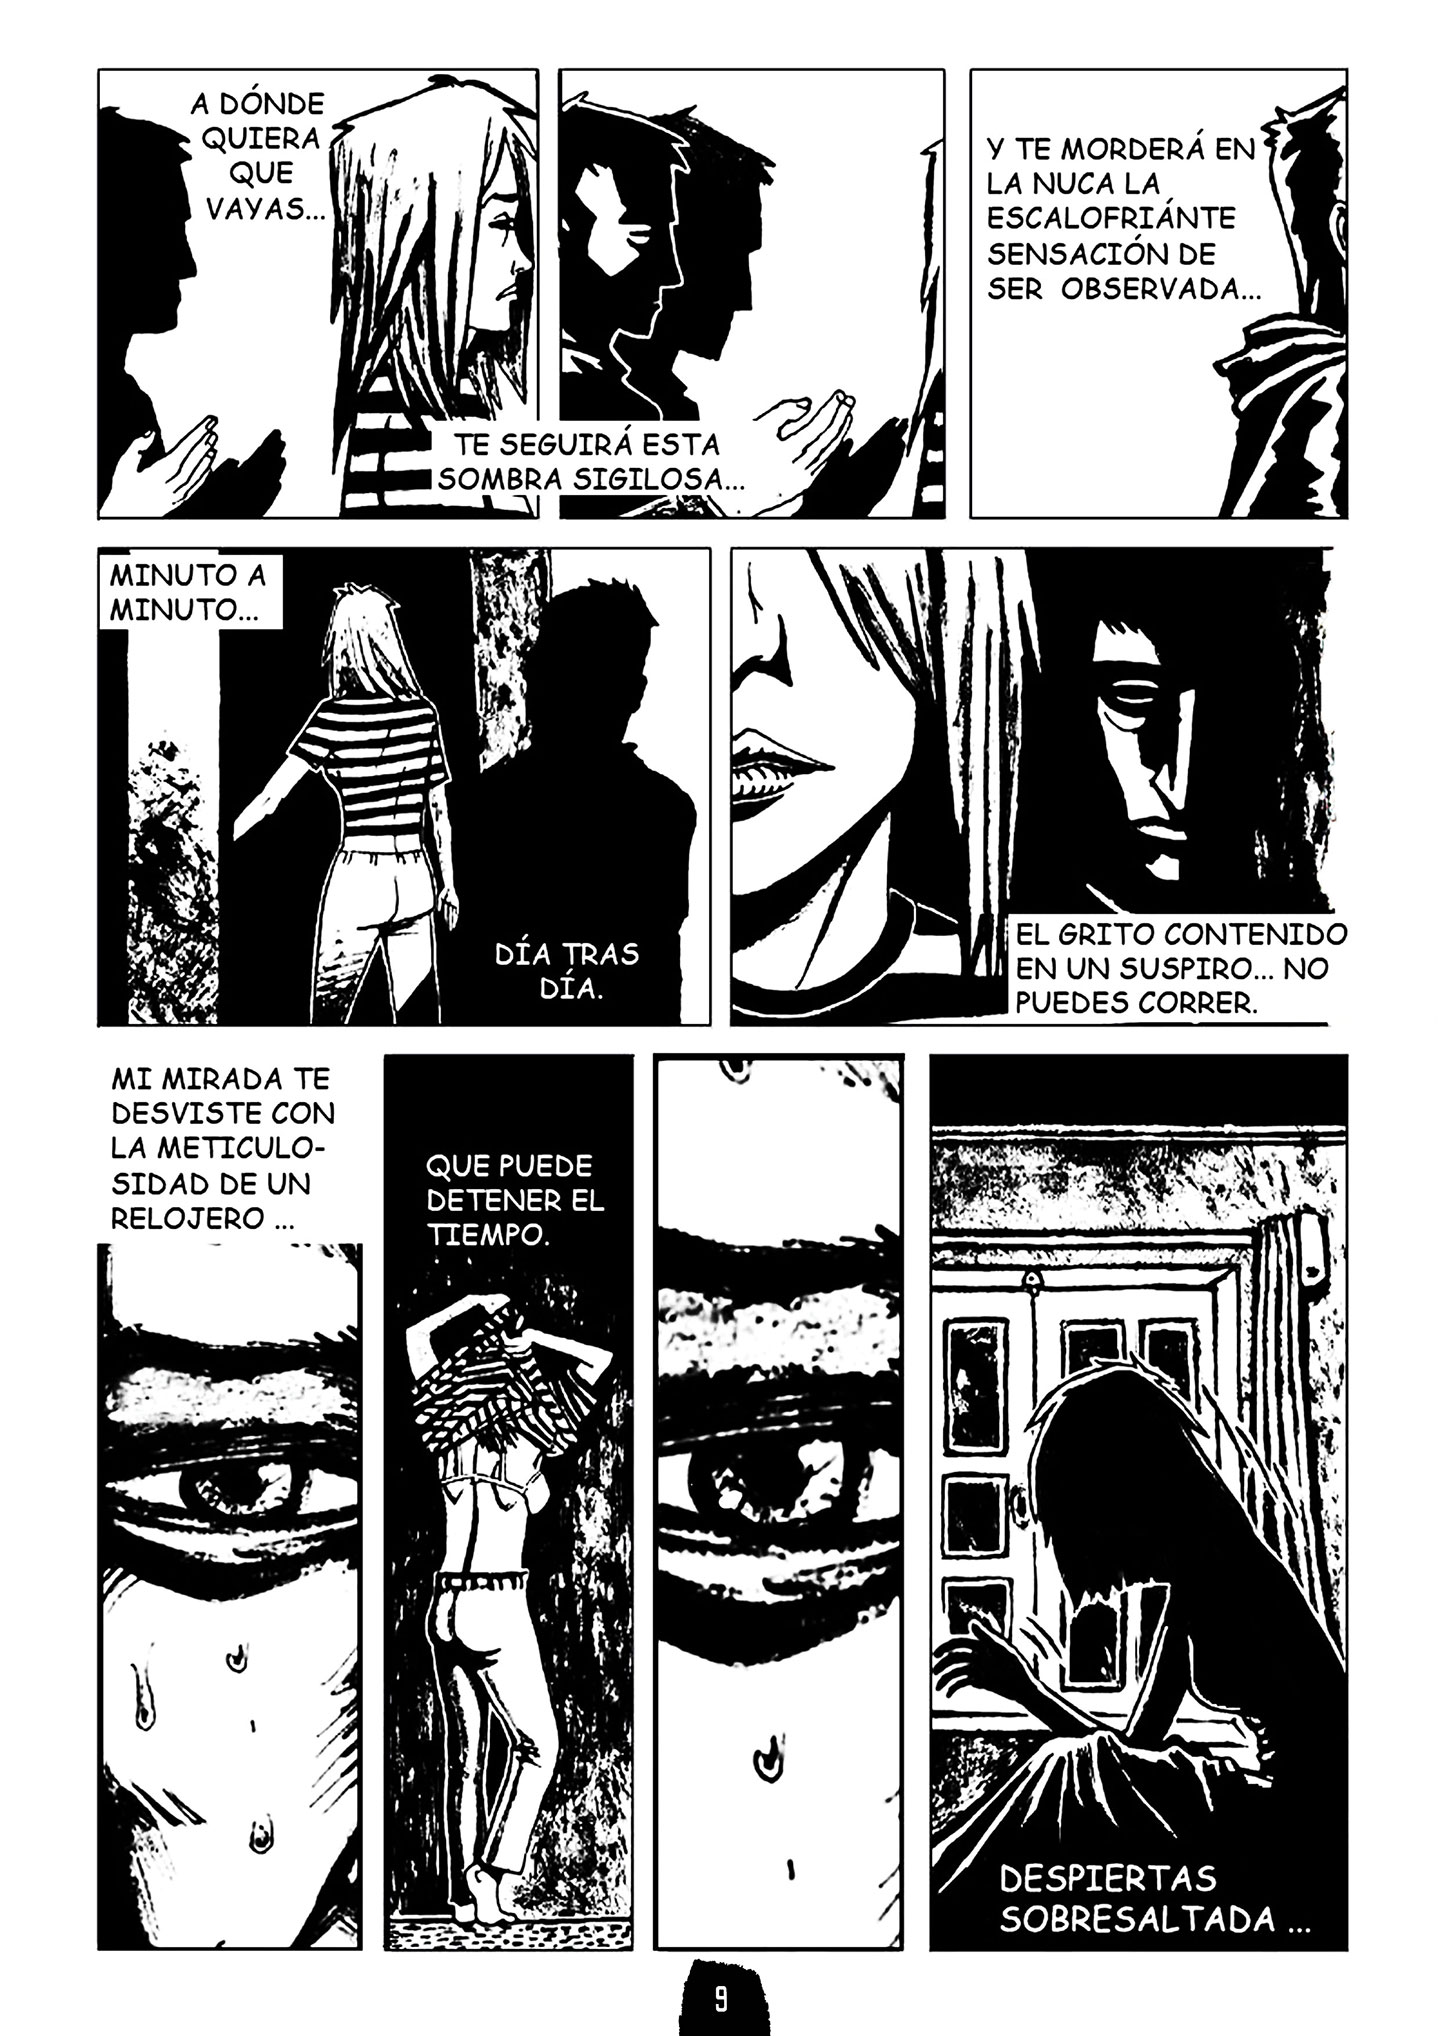 A DÓNDE
QUIERA
QUE
VAYAS...
TE SEGUIRÁ ESTA
SOMBRA SIGILOSA...
Y TE MORDERÁ EN
LA NUCA LA
ESCALOFRIÁNTE
SENSACIÓN DE
SER OBSERVADA...
MINUTO A
MINUTO...
DÍA TRAS
DÍA.
EL GRITO CONTENIDO
EN UN SUSPIRO... NO
PUEDES CORRER.
MI MIRADA TE
DESVISTE CON
LA METICULO-
SIDAD DE UN
RELOJERO ...
QUE PUEDE
DETENER EL
TIEMPO.
DESPIERTAS
SOBRESALTADA ...
9